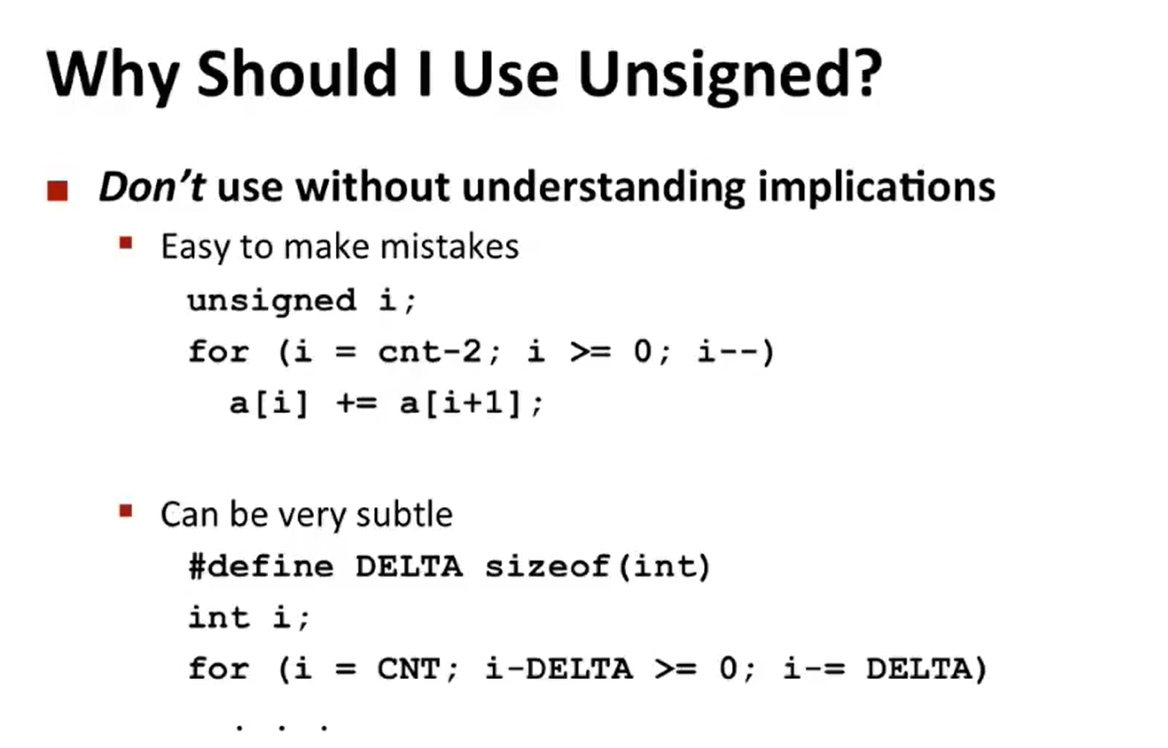 Why Should I Use Unsigned?
Don’t use without understanding implications
Easy to make mistakes
unsigned i;
for (i = cnt-2; i >= 0; i--)
a[i] += a[i+1];
Can be very subtle
#define DELTA sizeof(int)
int i;
for (i = CNT; i-DELTA >= 0; i-= DELTA)
. . .